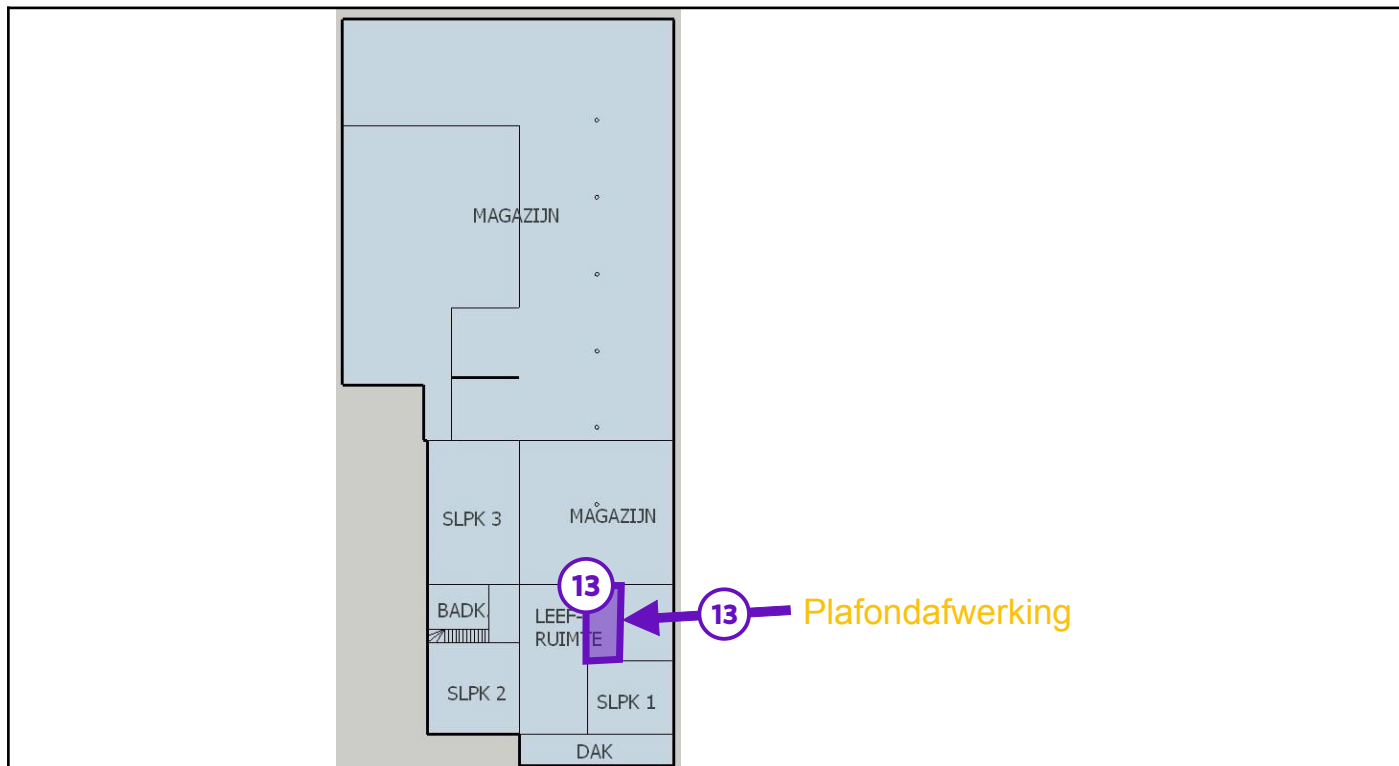 MAGAZIJN
SLPK 3
MAGAZIJN
13
BADK.
LEEF-
RUIMTE
13
Plafondafwerking
SLPK 2
SLPK 1
DAK